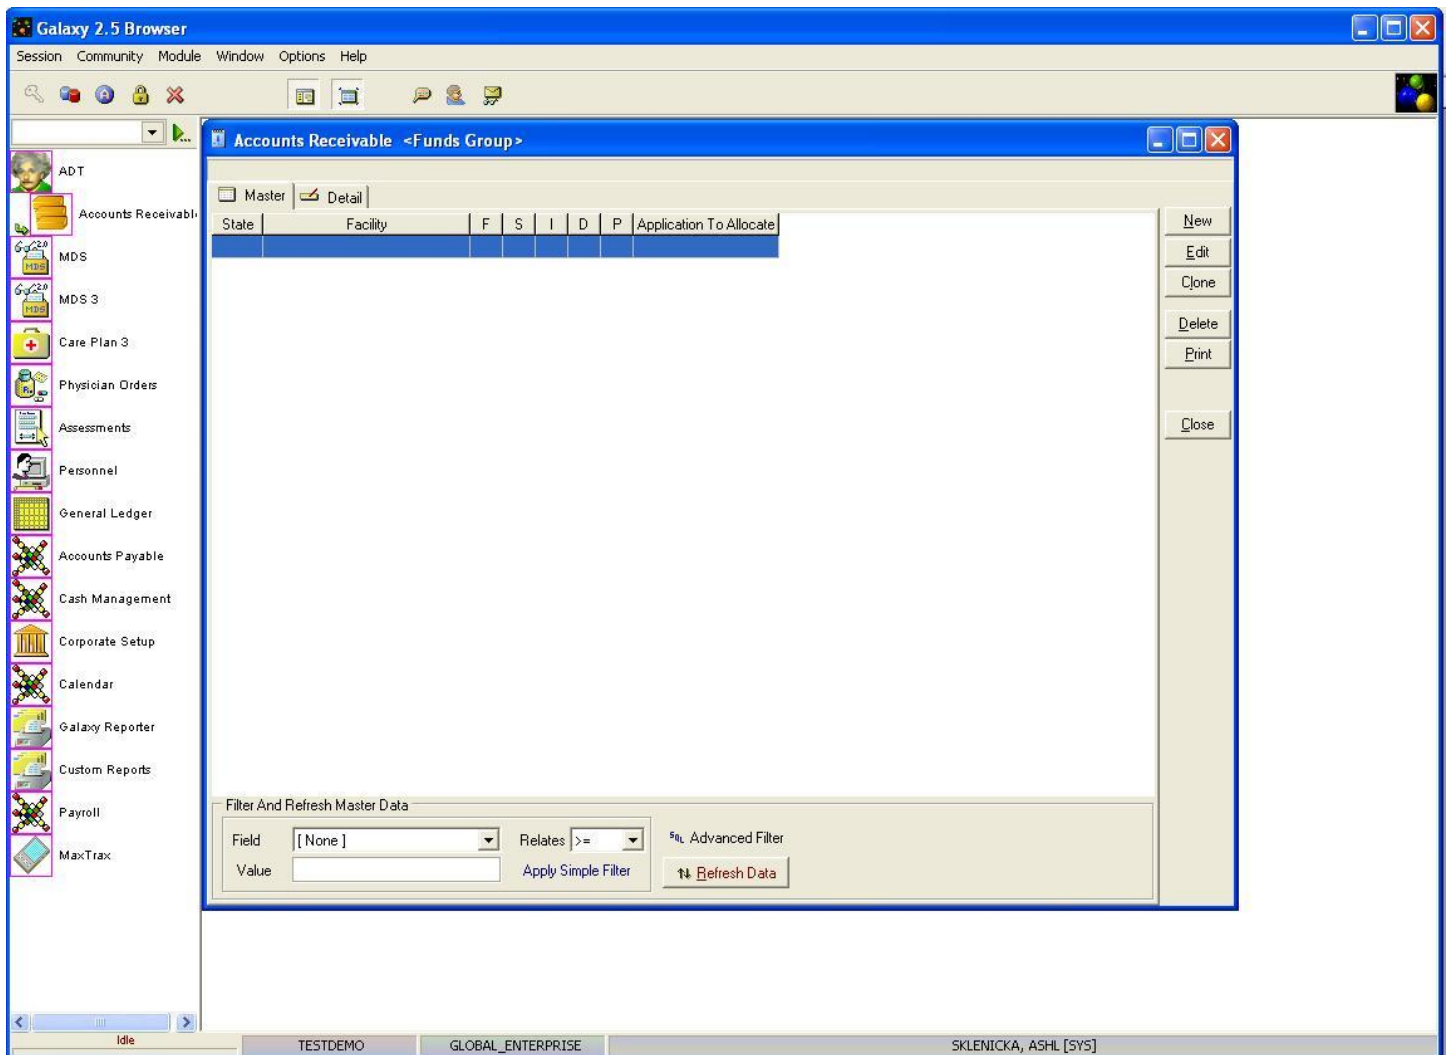 Galaxy 2.5 Browser
Session Community Module Window Options Help
Accounts Receivable <Funds Group>
ADT
Accounts Receivabl
MDS
MDS 3
Care Plan 3
Physician Orders
Assessments
Personnel
General Ledger
Accounts Payable
Cash Management
Corporate Setup
Calendar
Galaxy Reporter
Custom Reports
Payroll
MaxTrax
Master Detail
State Facility F S I D P Application To Allocate
New
Edit
Clone
Delete
Print
Close
Filter And Refresh Master Data
Field [ None ] Relates >= SQL Advanced Filter
Value Apply Simple Filter Refresh Data
Idle TESTDEMO GLOBAL_ENTERPRISE SKLENICKA, ASHL [SYS]